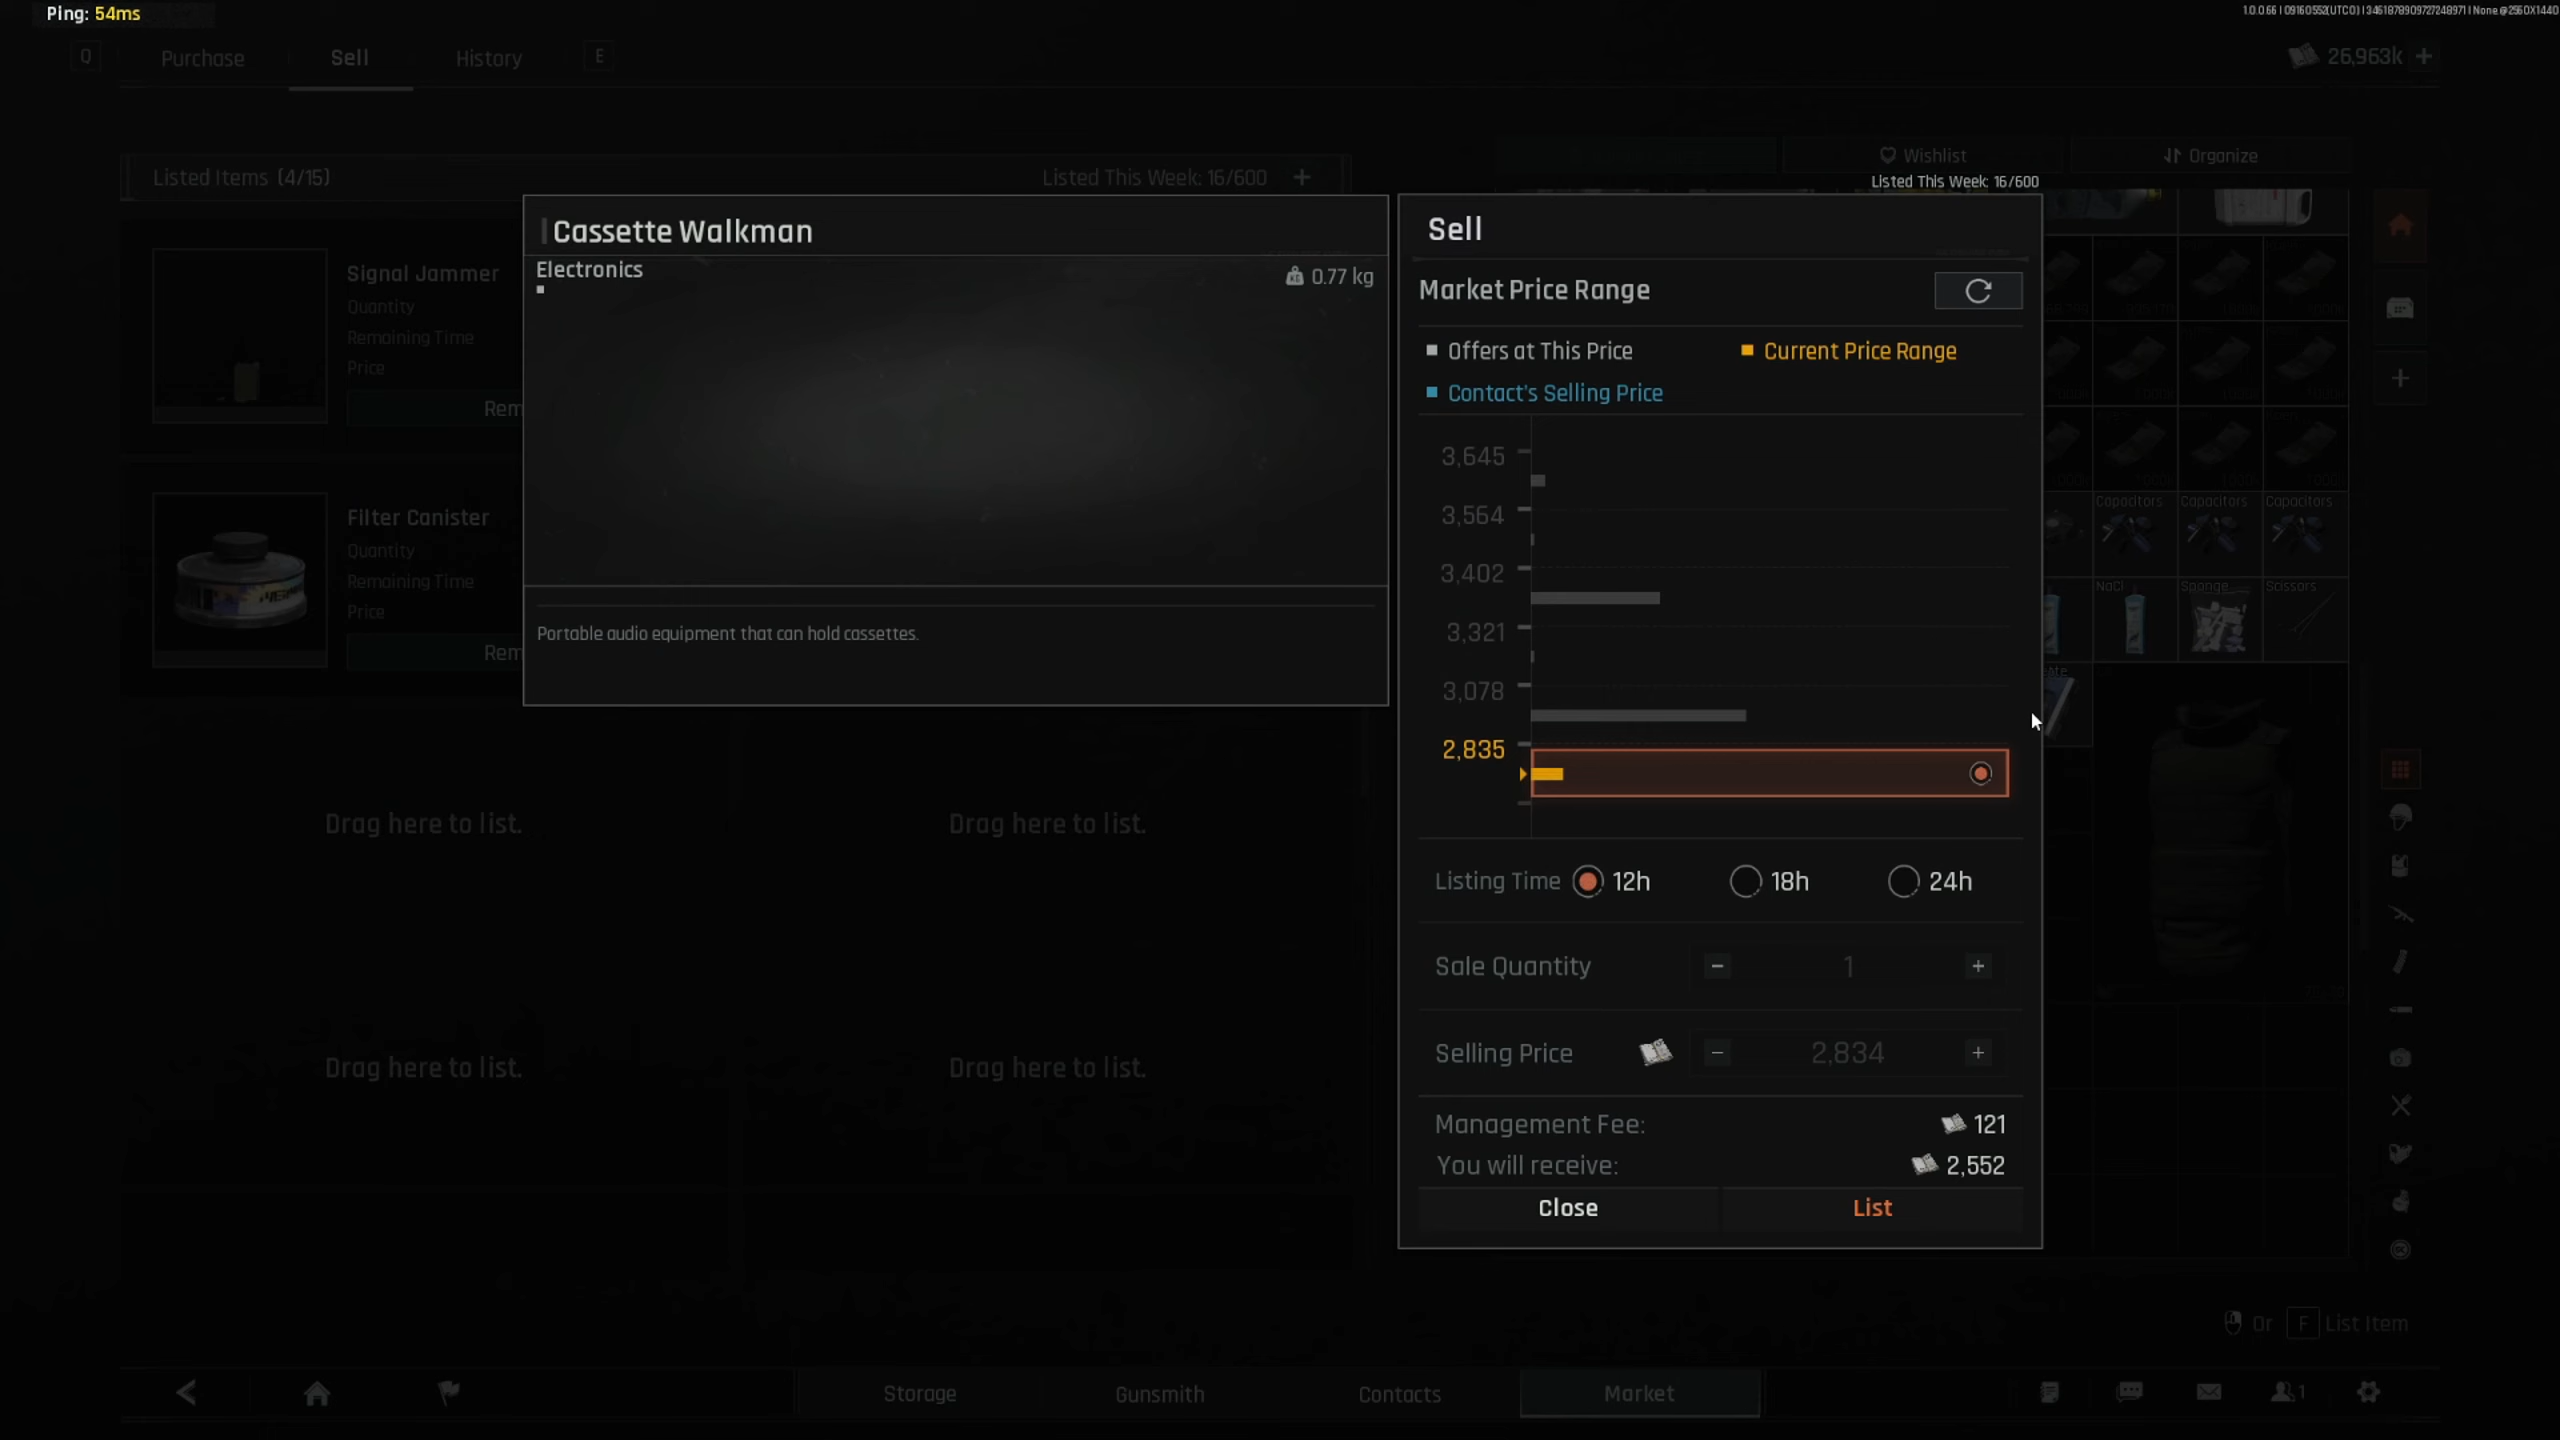 Ping: 54ms
Q
Purchase
Sell
History
E
26,963k
Listed Items (4/15)
Listed This Week: 16/600
Wishlist
Organize
Listed This Week: 16/600
Signal Jammer
Quantity
Remaining Time
Price
Rem
Filter Canister
Quantity
Remaining Time
Price
Rem
Cassette Walkman
Electronics
0.77 kg
Portable audio equipment that can hold cassettes.
Sell
Market Price Range
Offers at This Price
Current Price Range
Contact's Selling Price
3,645
3,564
3,402
3,321
3,078
2,835
Listing Time
12h
18h
24h
Sale Quantity
1
Selling Price
2,834
Management Fee:
121
You will receive:
2,552
Close
List
Capacitors
Capacitors
Capacitors
NaCl
Sponge
Scissors
Drag here to list.
Drag here to list.
Drag here to list.
Drag here to list.
Or F List Item
Storage
Gunsmith
Contacts
Market
1